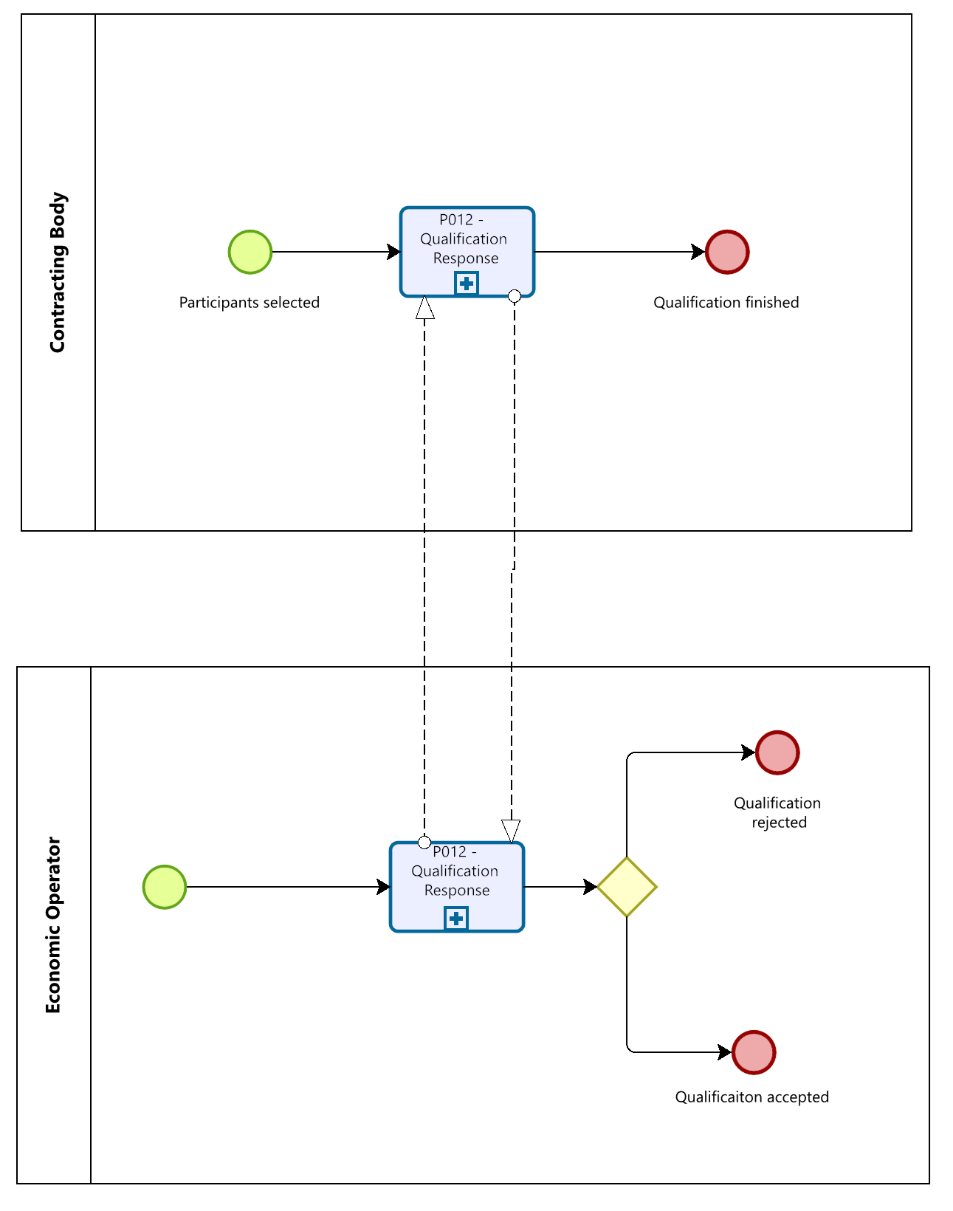 Contracting Body
P012 -
Qualification
Response
Participants selected
Qualification finished
Economic Operator
P012 -
Qualification
Response
Qualification
rejected
Qualificaiton accepted